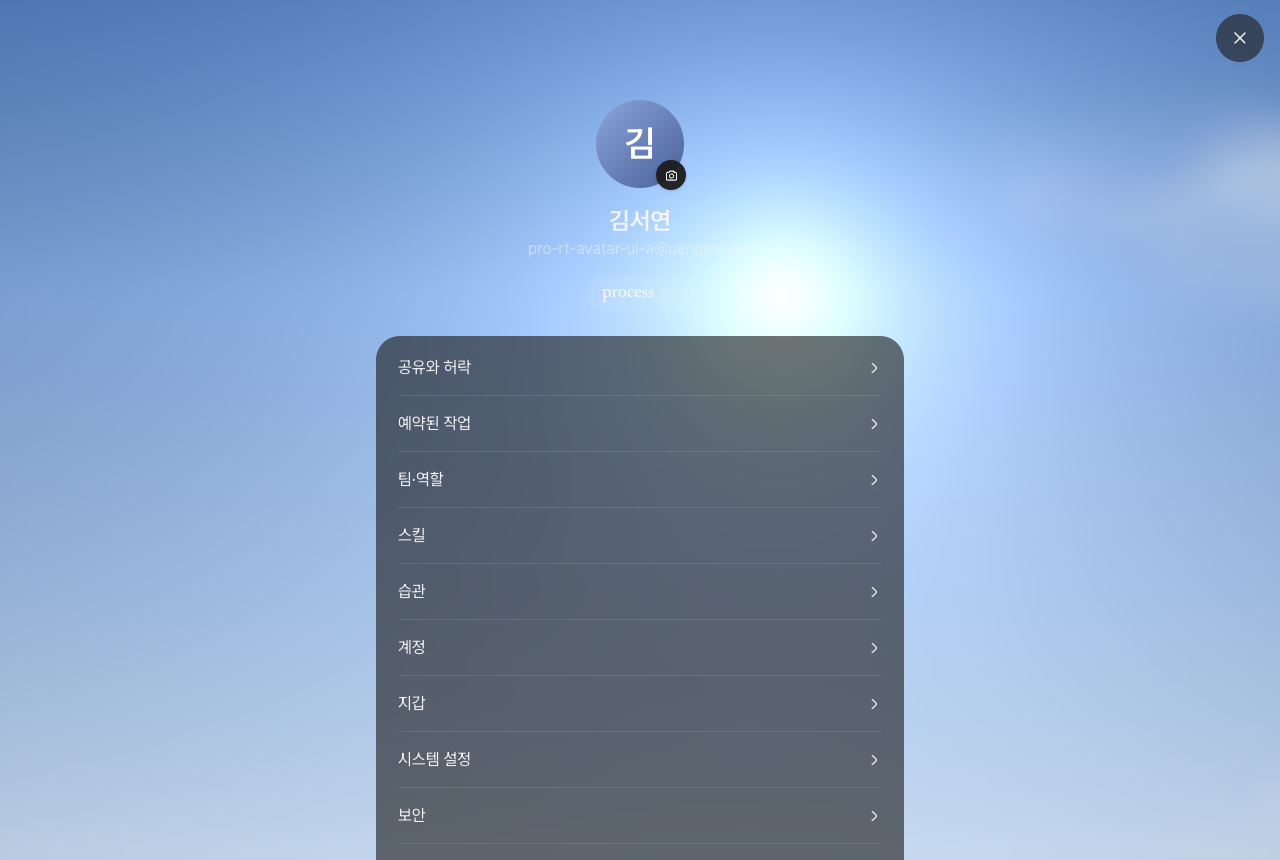 김
김서연
pro-rt-avatar-ui-a@uengine
process gpt
공유와 허락
예약된 작업
팀·역할
스킬
습관
계정
지갑
시스템 설정
보안